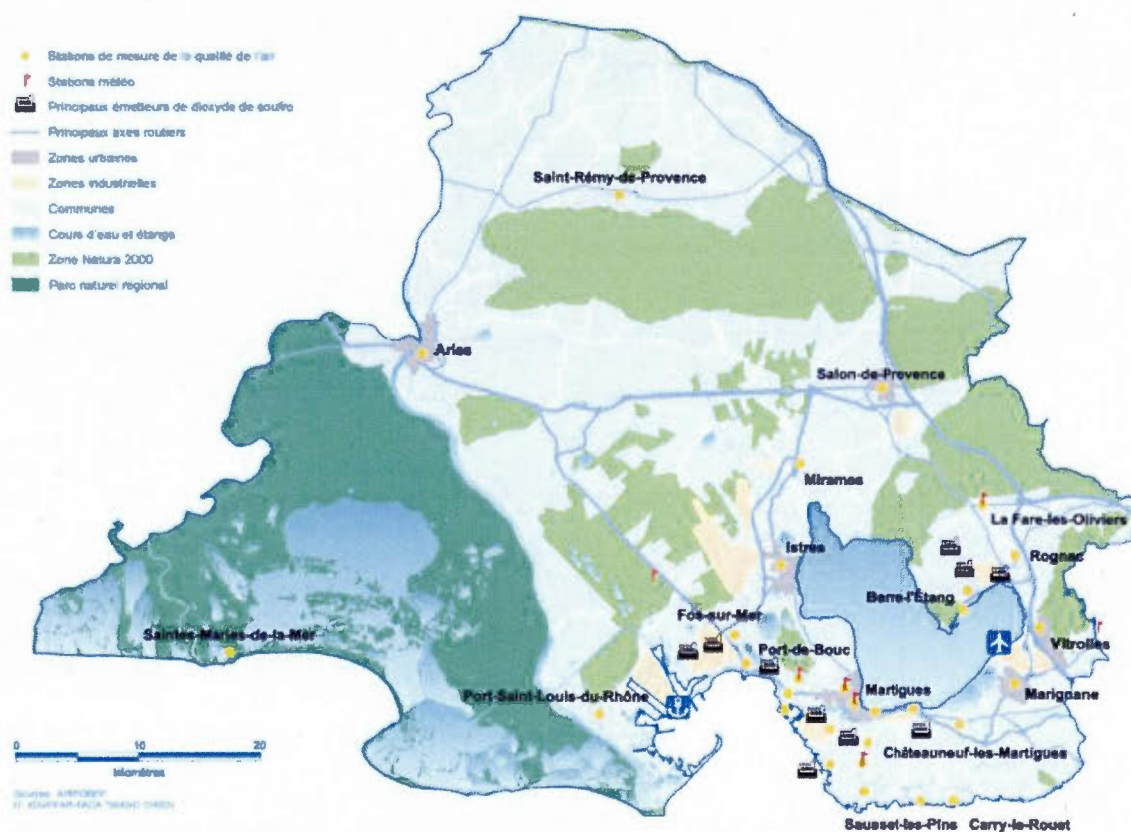 Stations de mesure de la qualité de l'air
Stations météo
Principaux émetteurs de dioxyde de soufre
Principaux axes routiers
Zones urbaines
Zones industrielles
Communes
Cours d'eau et étangs
Zone Natura 2000
Parc naturel regional
Saint-Rémy-de-Provence
Arles
Salon-de-Provence
Miramas
La Fare-les-Oliviers
Istres
Rognac
Berre-l'Étang
Fos-sur-Mer
Saintes-Maries-de-la-Mer
Vitrolles
Port-de-Bouc
Port-Saint-Louis-du-Rhône
Martigues
Marignane
Châteauneuf-les-Martigues
0 10 20
kilomètres
Sources
Sausset-les-Pins Carry-le-Rouet